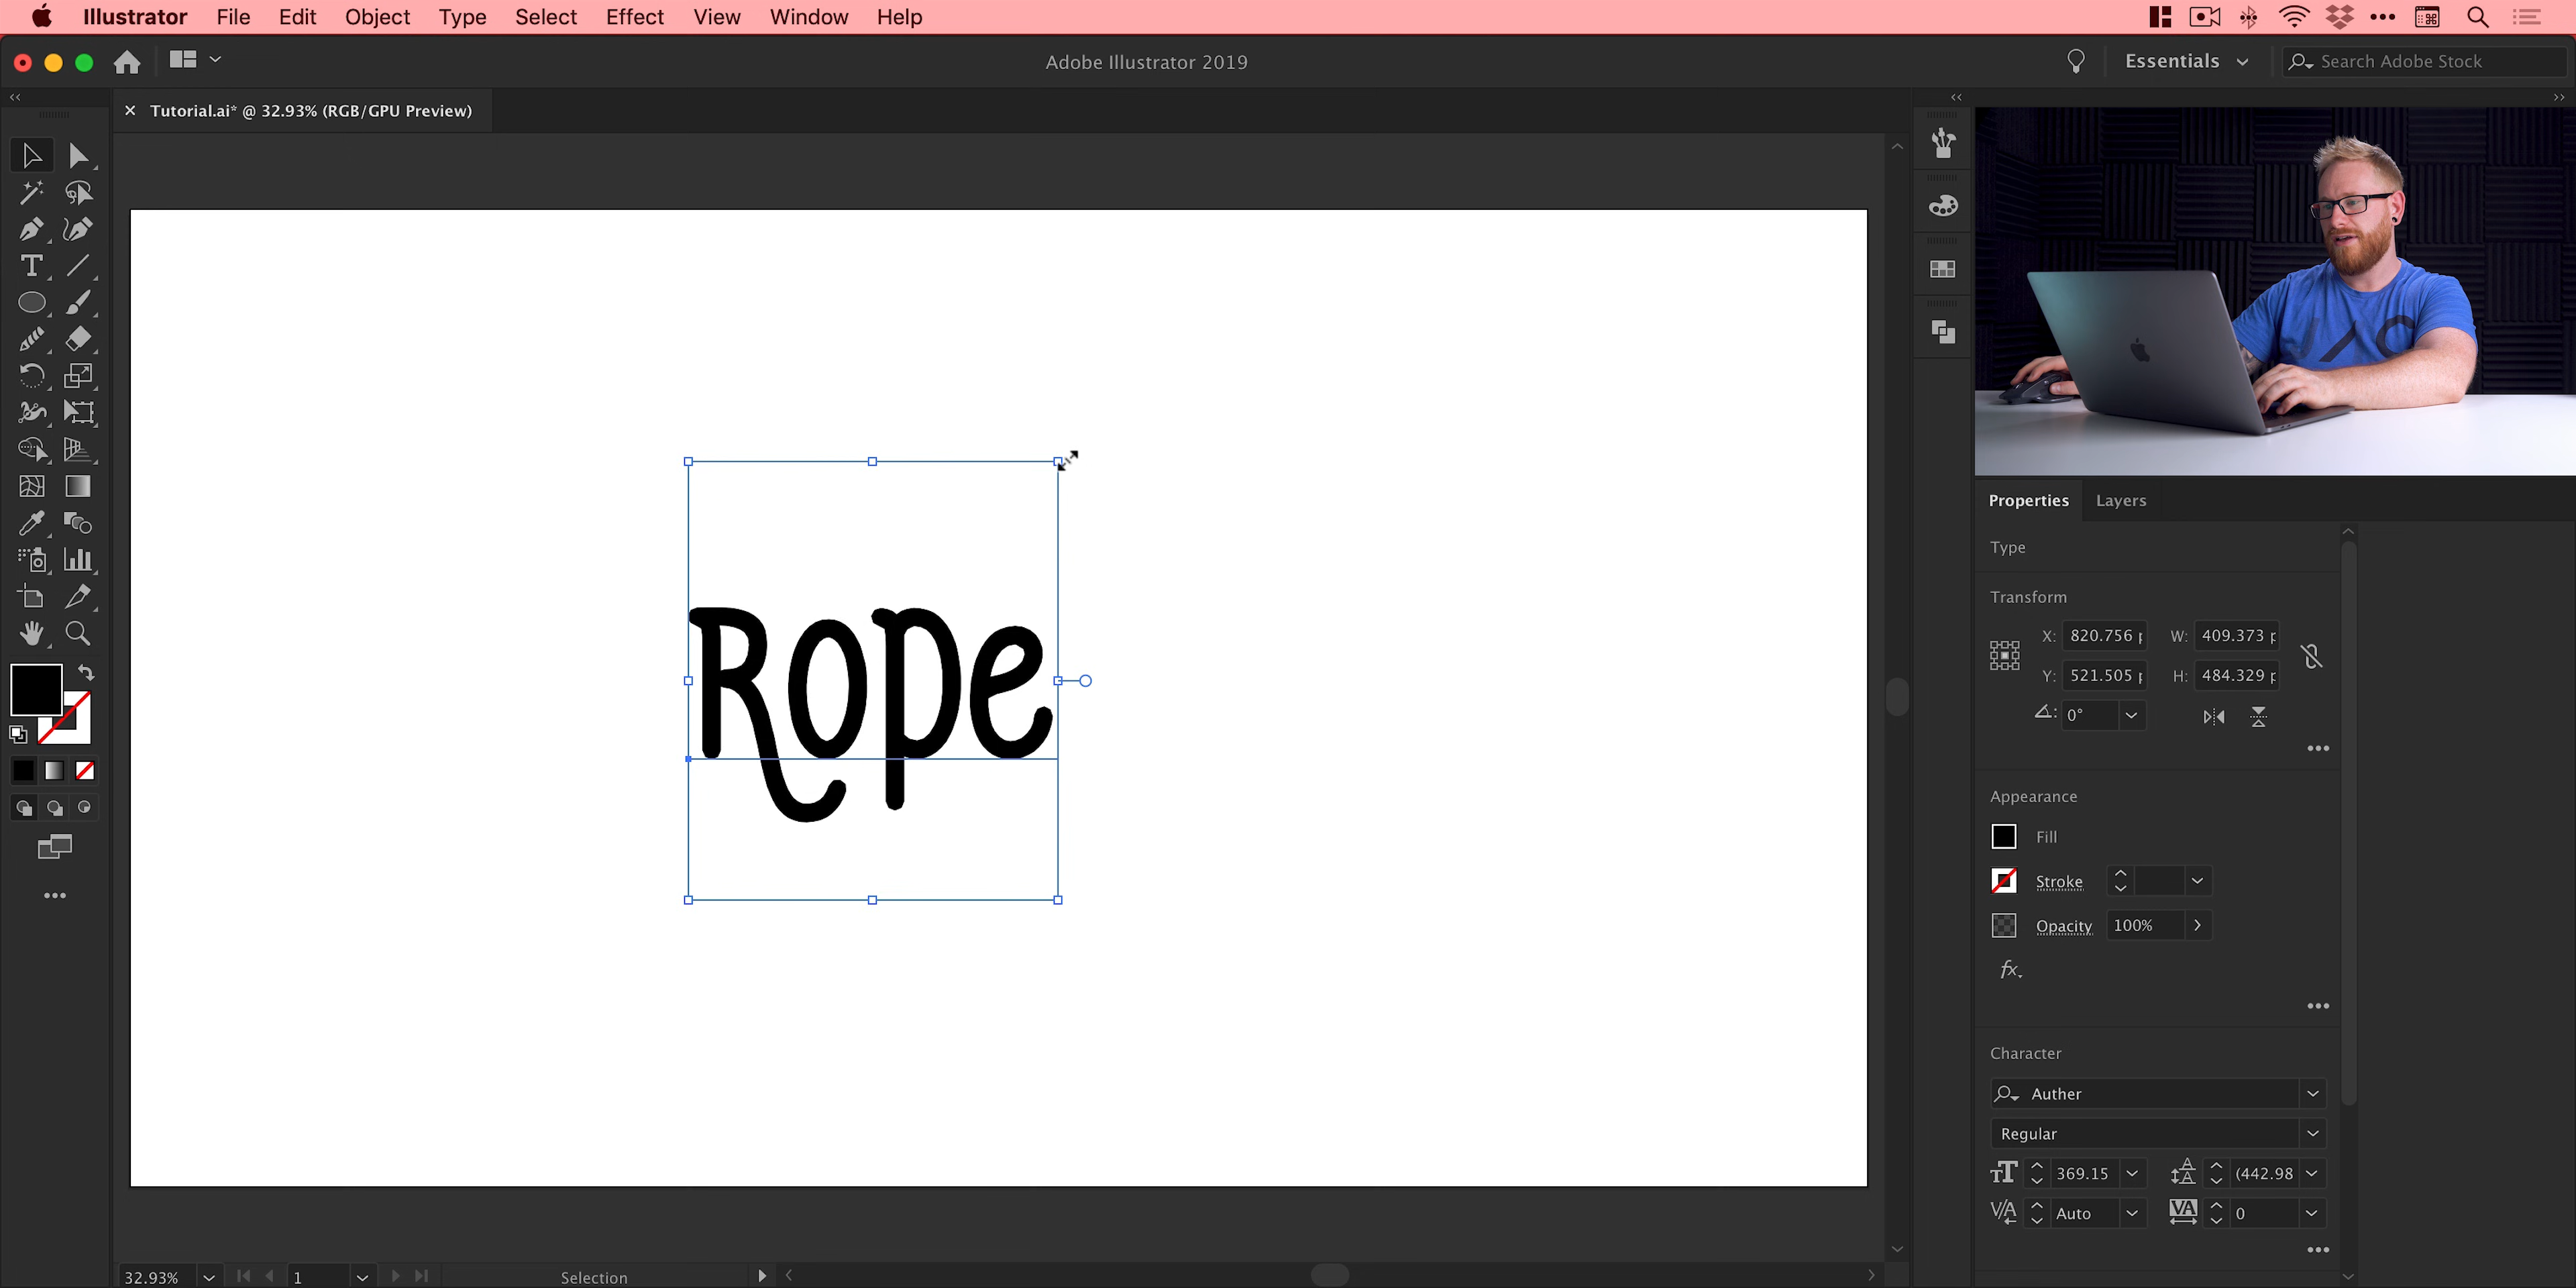 Illustrator File Edit Object Type Select Effect View Window Help
Adobe Illustrator 2019
Essentials
Search Adobe Stock
Tutorial.ai* @ 32.93% (RGB/GPU Preview)
Rope
Properties Layers
Type
Transform
X: 820.756 W: 409.373
Y: 521.505 H: 484.329
0°
Appearance
Fill
Stroke
Opacity 100%
fx.
Character
Auther
Regular
369.15 (442.98
Auto 0
32.93% 1 Selection